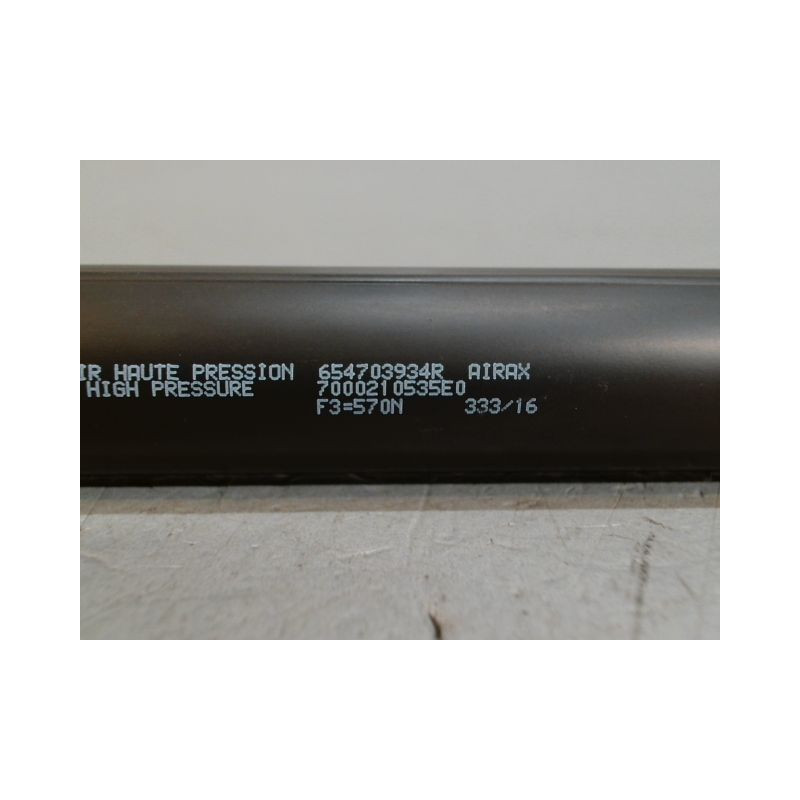 IR HAUTE PRESSION 654703934R AIRAX
HIGH PRESSURE 7000210535E0
F3=570N 333/16